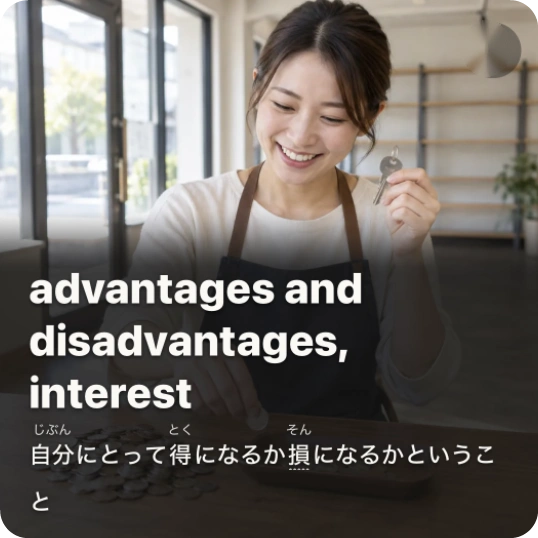 advantages and
disadvantages,
interest
じぶん とく そん
自分にとって得になるか損になるかというこ
と